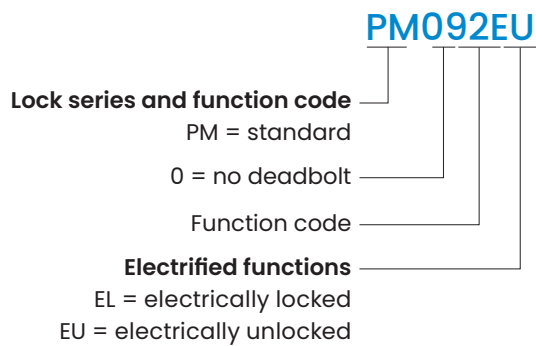 PM092EU
Lock series and function code
PM = standard
0 = no deadbolt
Function code
Electrified functions
EL = electrically locked
EU = electrically unlocked